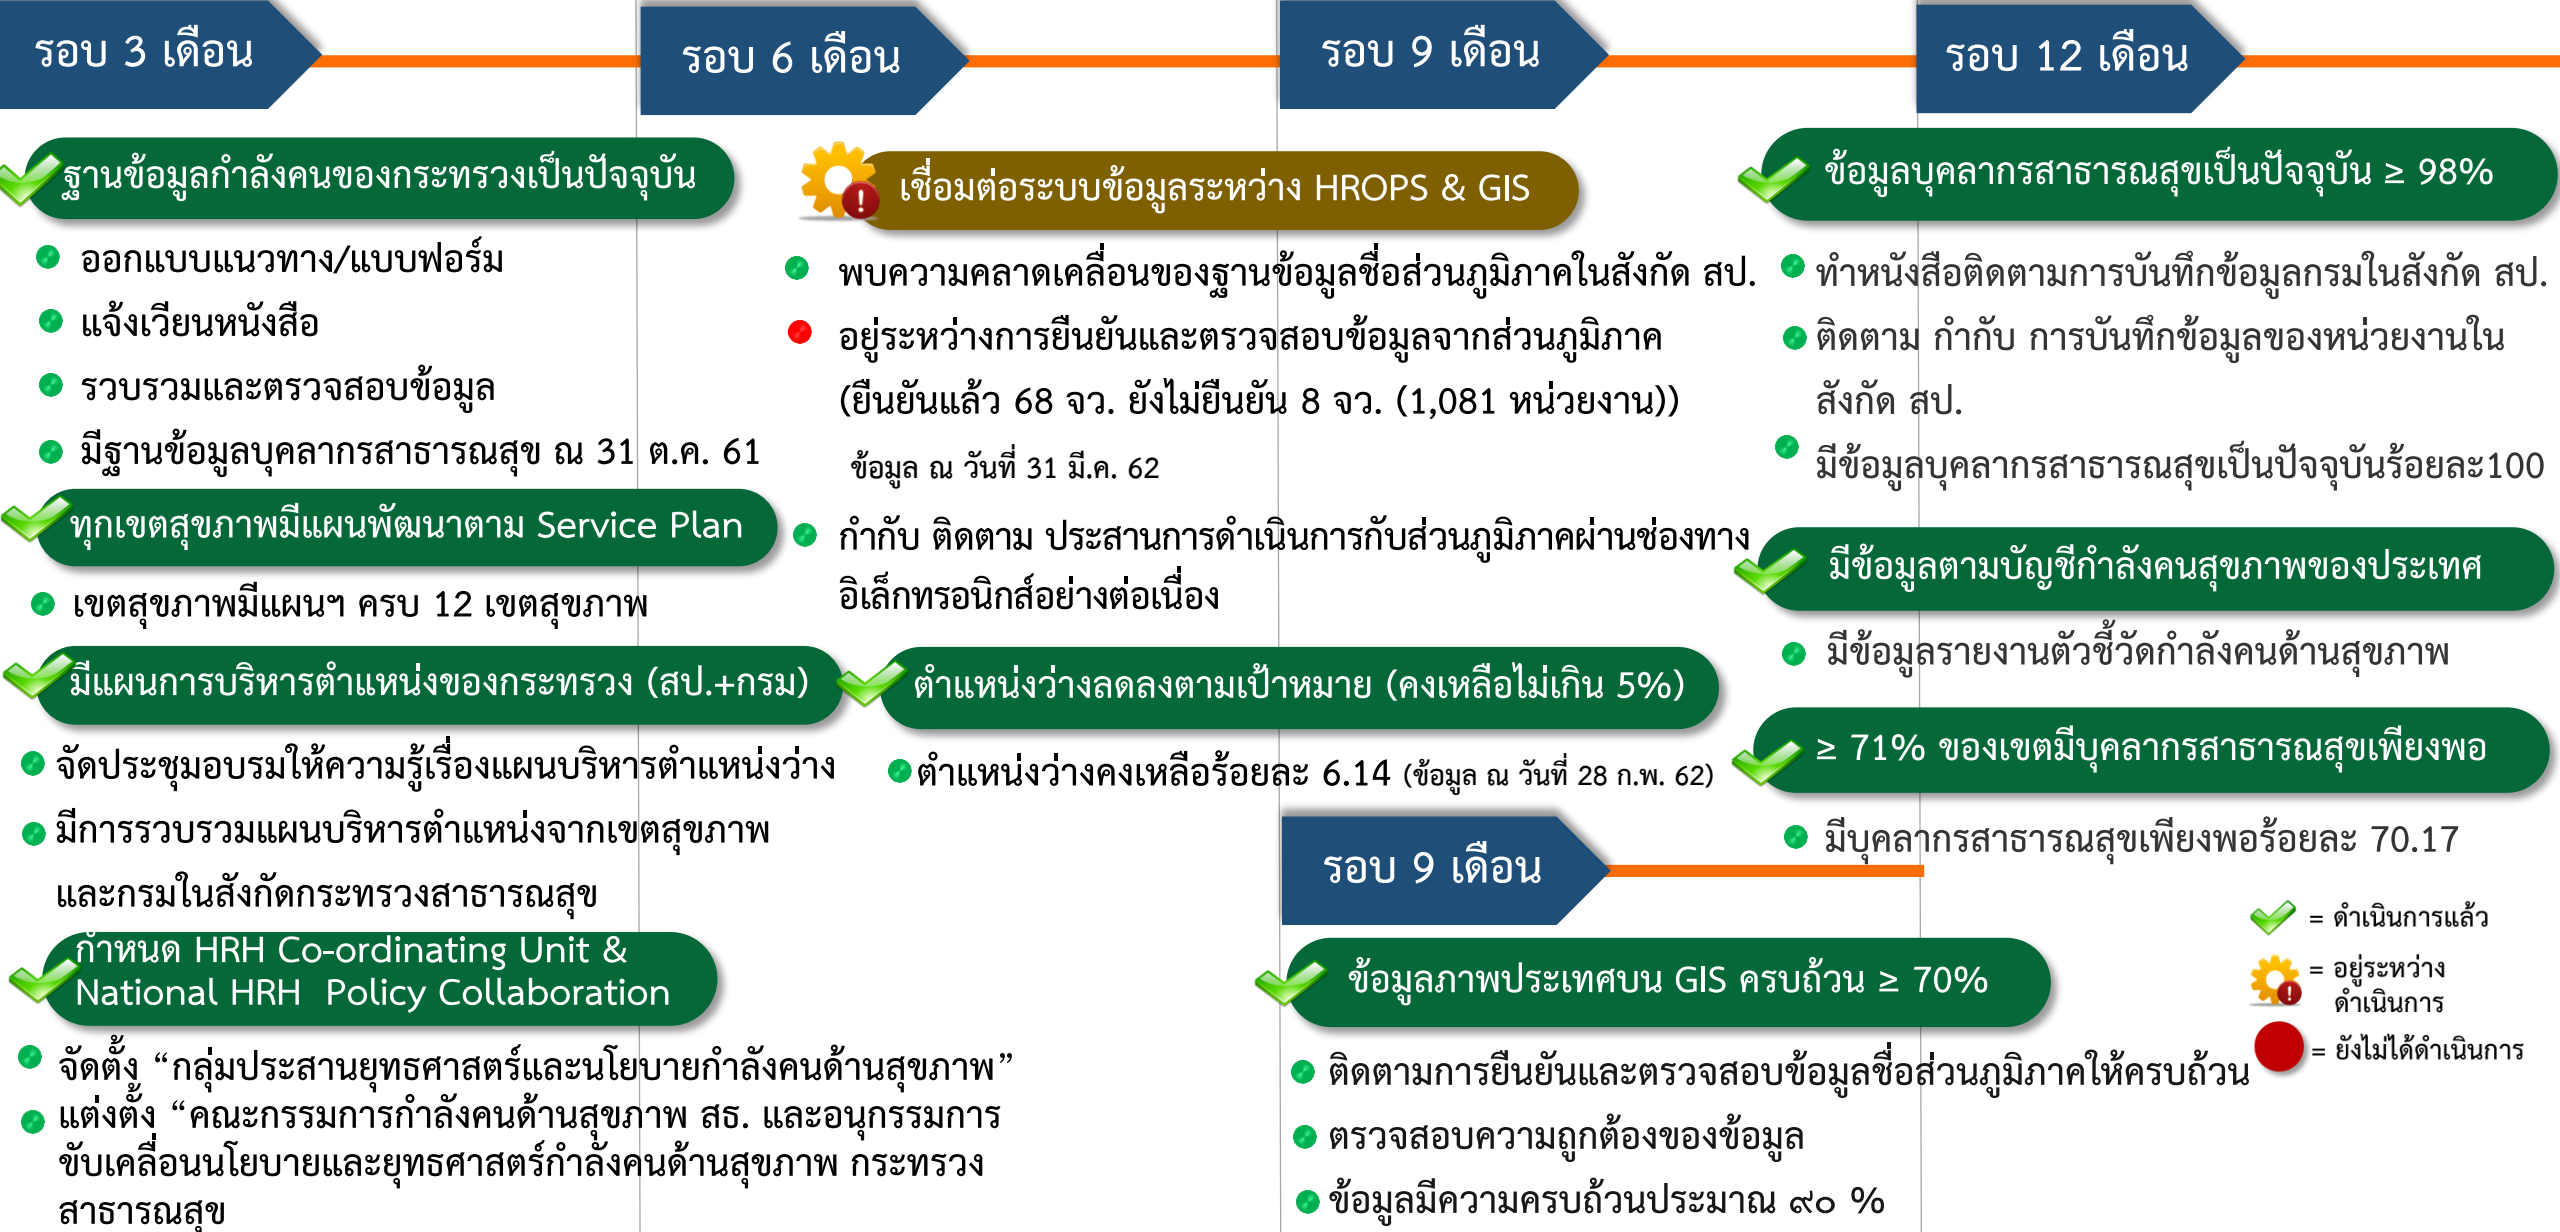 รอบ 3 เดือน
รอบ 6 เดือน
รอบ 9 เดือน
รอบ 12 เดือน
ฐานข้อมูลกำลังคนของกระทรวงเป็นปัจจุบัน
ออกแบบแนวทาง/แบบฟอร์ม
แจ้งเวียนหนังสือ
รวบรวมและตรวจสอบข้อมูล
มีฐานข้อมูลบุคลากรสาธารณสุข ณ 31 ต.ค. 61
ทุกเขตสุขภาพมีแผนพัฒนาตาม Service Plan
เขตสุขภาพมีแผนฯ ครบ 12 เขตสุขภาพ
มีแผนการบริหารตำแหน่งของกระทรวง (สป.+กรม)
จัดประชุมอบรมให้ความรู้เรื่องแผนบริหารตำแหน่งว่าง
มีการรวบรวมแผนบริหารตำแหน่งจากเขตสุขภาพ
และกรมในสังกัดกระทรวงสาธารณสุข
กำหนด HRH Co-ordinating Unit &
National HRH Policy Collaboration
จัดตั้ง “กลุ่มประสานยุทธศาสตร์และนโยบายกำลังคนด้านสุขภาพ”
แต่งตั้ง “คณะกรรมการกำลังคนด้านสุขภาพ สธ. และอนุกรรมการ
ขับเคลื่อนนโยบายและยุทธศาสตร์กำลังคนด้านสุขภาพ กระทรวง
สาธารณสุข
เชื่อมต่อระบบข้อมูลระหว่าง HROPS & GIS
พบความคลาดเคลื่อนของฐานข้อมูลชื่อส่วนภูมิภาคในสังกัด สป.
อยู่ระหว่างการยืนยันและตรวจสอบข้อมูลจากส่วนภูมิภาค
(ยืนยันแล้ว 68 จว. ยังไม่ยืนยัน 8 จว. (1,081 หน่วยงาน))
ข้อมูล ณ วันที่ 31 มี.ค. 62
กำกับ ติดตาม ประสานการดำเนินการกับส่วนภูมิภาคผ่านช่องทาง
อิเล็กทรอนิกส์อย่างต่อเนื่อง
ตำแหน่งว่างลดลงตามเป้าหมาย (คงเหลือไม่เกิน 5%)
ตำแหน่งว่างคงเหลือร้อยละ 6.14 (ข้อมูล ณ วันที่ 28 ก.พ. 62)
รอบ 9 เดือน
ข้อมูลภาพประเทศบน GIS ครบถ้วน ≥ 70%
ติดตามการยืนยันและตรวจสอบข้อมูลชื่อส่วนภูมิภาคให้ครบถ้วน
ตรวจสอบความถูกต้องของข้อมูล
ข้อมูลมีความครบถ้วนประมาณ ๙๐ %
ข้อมูลบุคลากรสาธารณสุขเป็นปัจจุบัน ≥ 98%
ทำหนังสือติดตามการบันทึกข้อมูลกรมในสังกัด สป.
ติดตาม กำกับ การบันทึกข้อมูลของหน่วยงานใน
สังกัด สป.
มีข้อมูลบุคลากรสาธารณสุขเป็นปัจจุบันร้อยละ100
มีข้อมูลตามบัญชีกำลังคนสุขภาพของประเทศ
มีข้อมูลรายงานตัวชี้วัดกำลังคนด้านสุขภาพ
≥ 71% ของเขตมีบุคลากรสาธารณสุขเพียงพอ
มีบุคลากรสาธารณสุขเพียงพอร้อยละ 70.17
= ดำเนินการแล้ว
= อยู่ระหว่าง
ดำเนินการ
= ยังไม่ได้ดำเนินการ